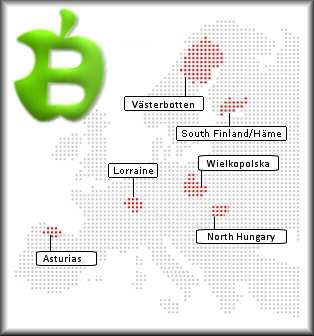 B
Västerbotten
South Finland/Häme
Wielkopolska
Lorraine
North Hungary
Asturias